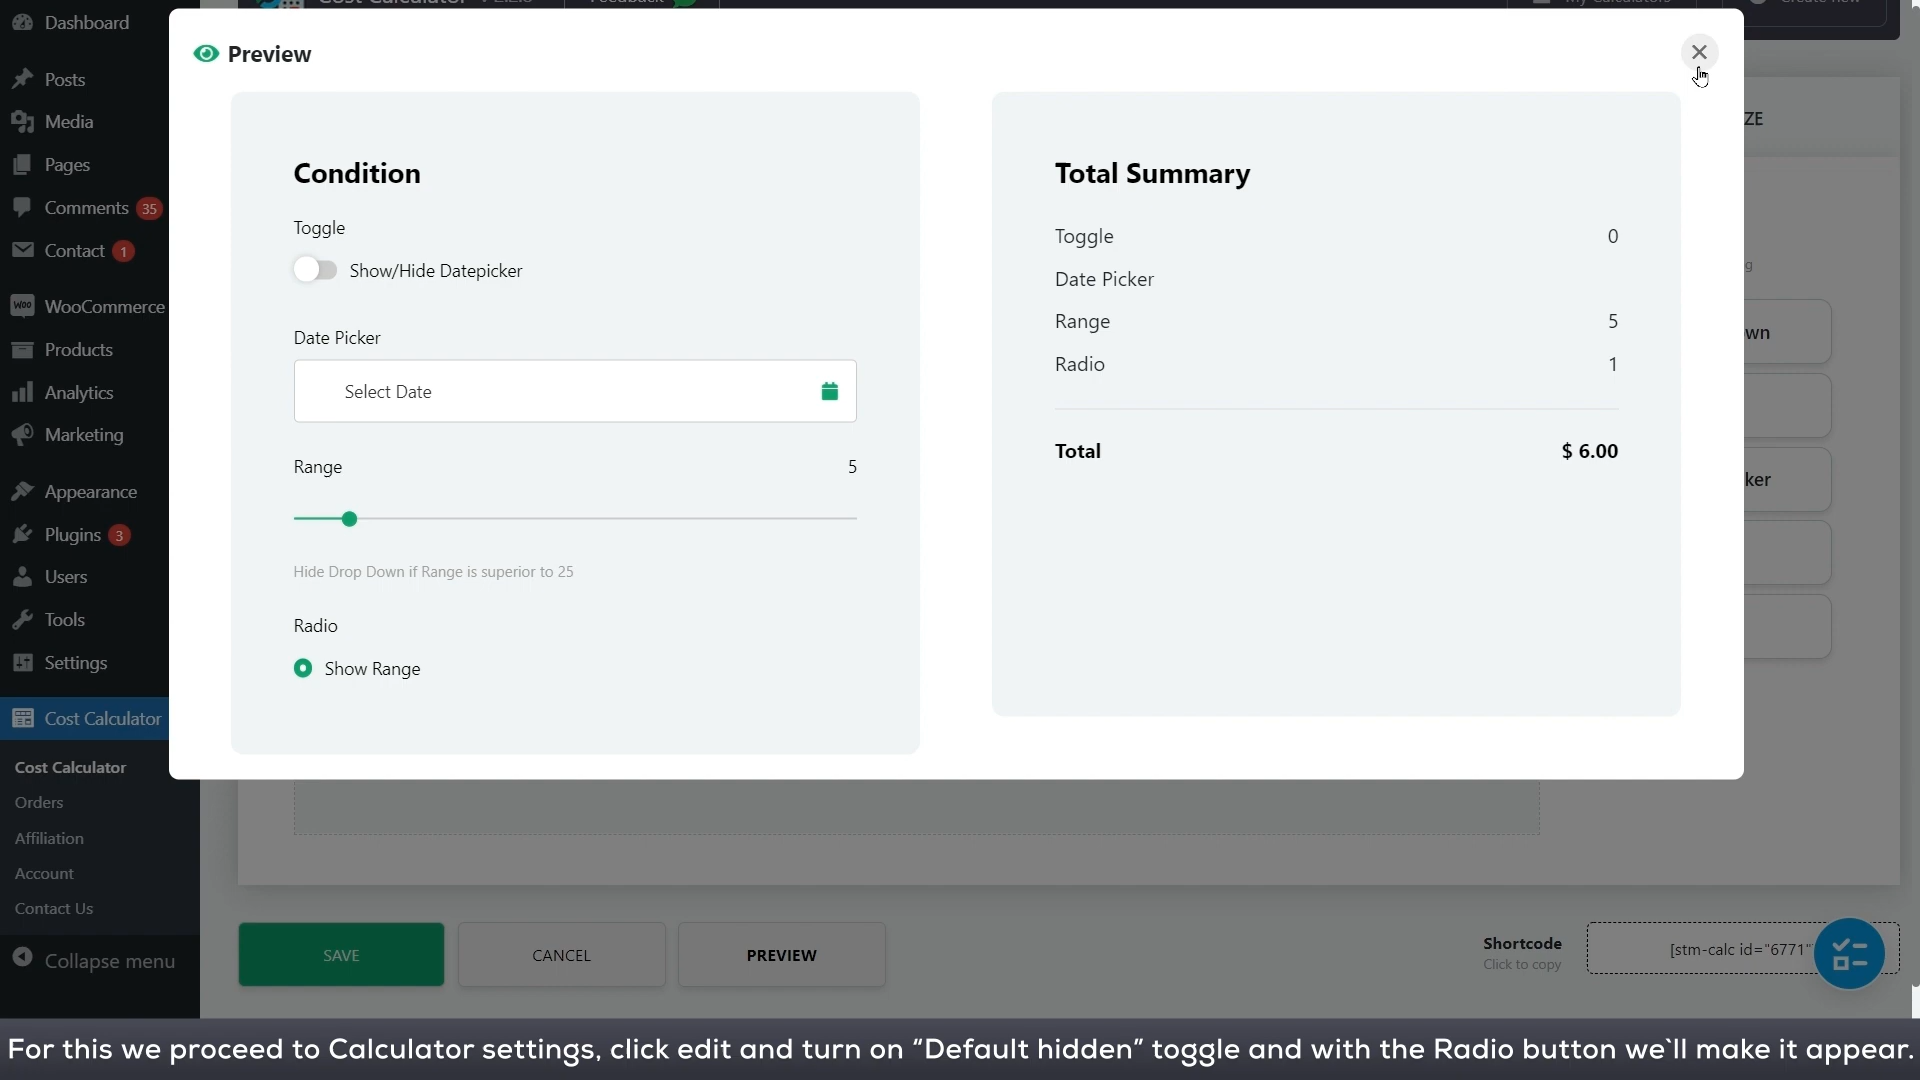 Dashboard
Posts
Media
Pages
Comments 35
Contact 1
WooCommerce
Products
Analytics
Marketing
Appearance
Plugins 3
Users
Tools
Settings
Cost Calculator
Cost Calculator
Orders
Affiliation
Account
Contact Us
Collapse menu
Preview
Condition
Toggle
Show/Hide Datepicker
Date Picker
Select Date
Range 5
Hide Drop Down if Range is superior to 25
Radio
Show Range
Total Summary
Toggle 0
Date Picker
Range 5
Radio 1
Total $ 6.00
ZE
g
wn
ker
SAVE
CANCEL
PREVIEW
Shortcode
Click to copy
[stm-calc id="6771"
For this we proceed to Calculator settings, click edit and turn on “Default hidden” toggle and with the Radio button we`ll make it appear.